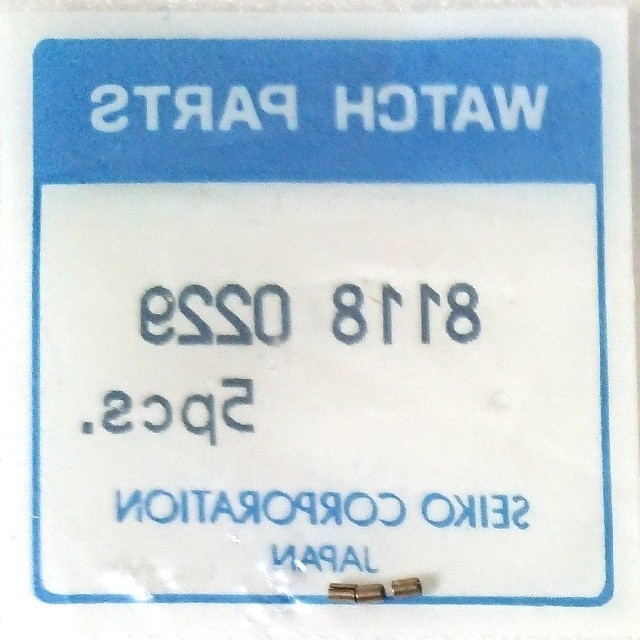 WATCH PARTS
8118 0229
5pcs.
SEIKO CORPORATION
JAPAN